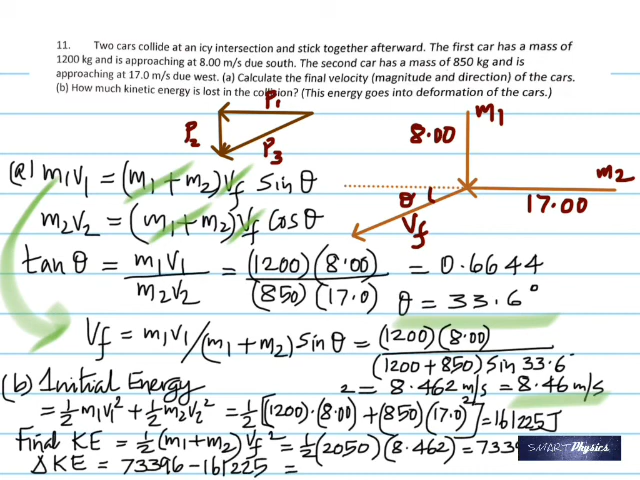 11. Two cars collide at an icy intersection and stick together afterward. The first car has a mass of
1200 kg and is approaching at 8.00 m/s due south. The second car has a mass of 850 kg and is
approaching at 17.0 m/s due west. (a) Calculate the final velocity (magnitude and direction) of the cars.
(b) How much kinetic energy is lost in the collision? (This energy goes into deformation of the cars.)
P₁
P₂
P₃
m₁
8.00
m₂
17.00
θ
Vf
(a) m₁V₁ = (m₁ + m₂) Vf Sin θ
m₂V₂ = (m₁ + m₂) Vf Cos θ
tan θ = m₁V₁ / m₂V₂ = (1200)(8.00) / (850)(17.0) = 0.6644
θ = 33.6°
Vf = m₁V₁/(m₁ + m₂) Sin θ = (1200)(8.00) / (1200 + 850) Sin 33.6
= 8.462 m/s = 8.46 m/s
(b) Initial Energy
= ½ m₁V₁² + ½ m₂V₂² = ½ [(1200)·(8.00)² + (850)(17.0)²] = 161225 J
Final KE = ½ (m₁ + m₂) Vf² = ½ (2050)(8.462) = 7339
Δ KE = 73396 – 161225 =
SMART Physics